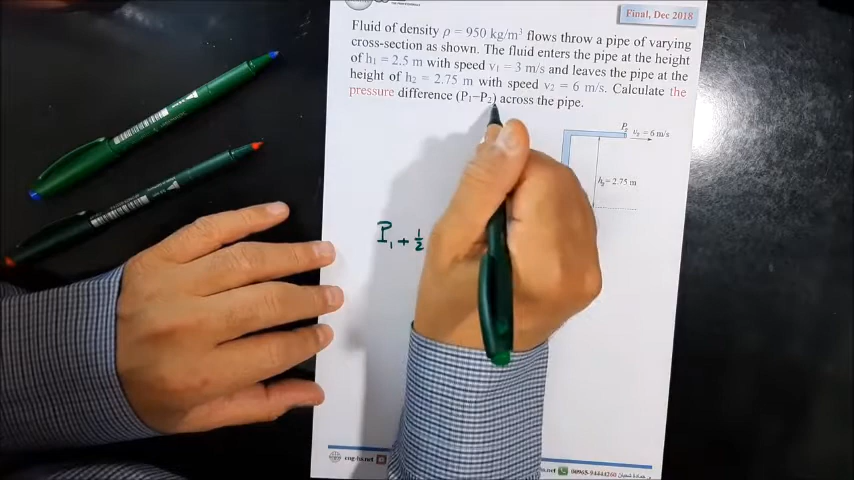 Final, Dec 2018
Fluid of density ρ = 950 kg/m³ flows throw a pipe of varying
cross-section as shown. The fluid enters the pipe at the height
of h₁ = 2.5 m with speed v₁ = 3 m/s and leaves the pipe at the
height of h₂ = 2.75 m with speed v₂ = 6 m/s. Calculate the
pressure difference (P₁−P₂) across the pipe.
P₂ v₂ = 6 m/s
h₂ = 2.75 m
P₁ + 1/2
eng-hs.net
00965-94444260